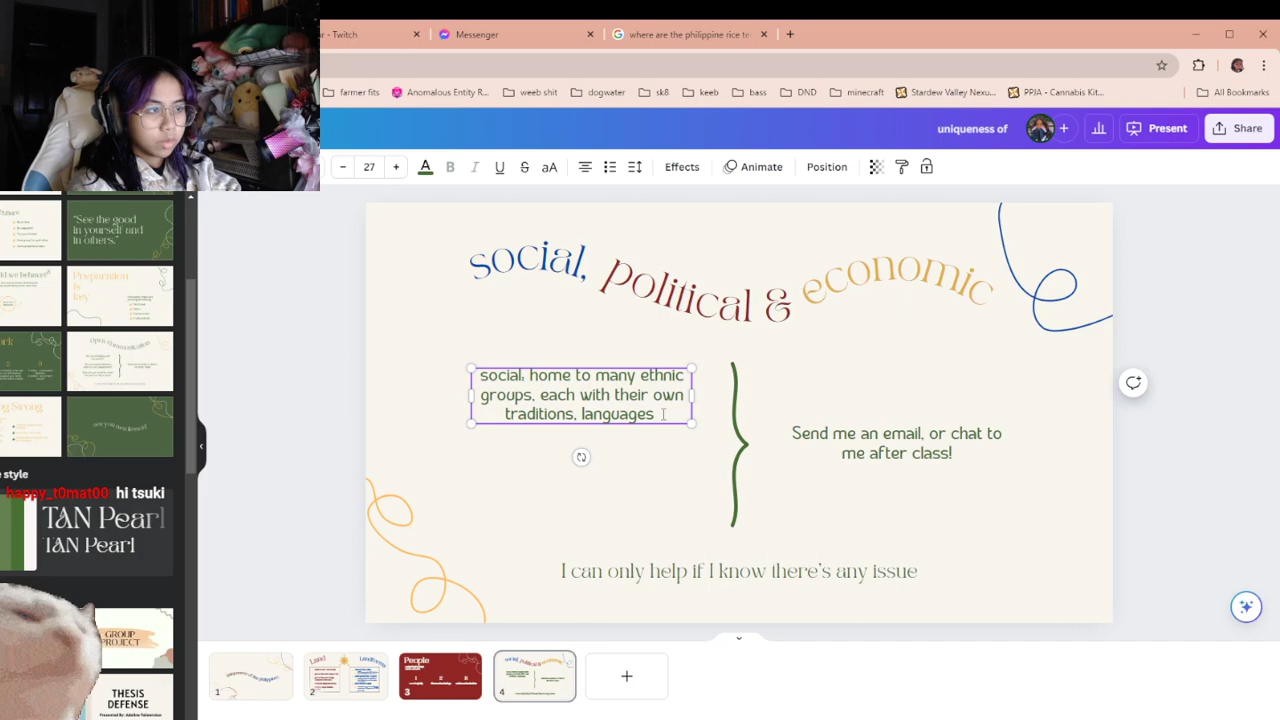 r - Twitch
Messenger
where are the philippine rice te
farmer fits
Anomalous Entity R...
weeb shit
dogwater
sk8
keeb
bass
DND
minecraft
Stardew Valley Nexu...
PPJA - Cannabis Kit...
All Bookmarks
uniqueness of
Present
Share
27
A
B
I
U
S
aA
Effects
Animate
Position
"See the good
in yourself and
in others."
Preparation
is
key
Open Communication
GROUP
PROJECT
THESIS
DEFENSE
e style
happy_t0mat00 hi tsuki
TAN Pearl
TAN Pearl
social, political & economic
social; home to many ethnic
groups, each with their own
traditions, languages
Send me an email, or chat to
me after class!
I can only help if I know there's any issue
1
2
3
4
Land
Landforms
People